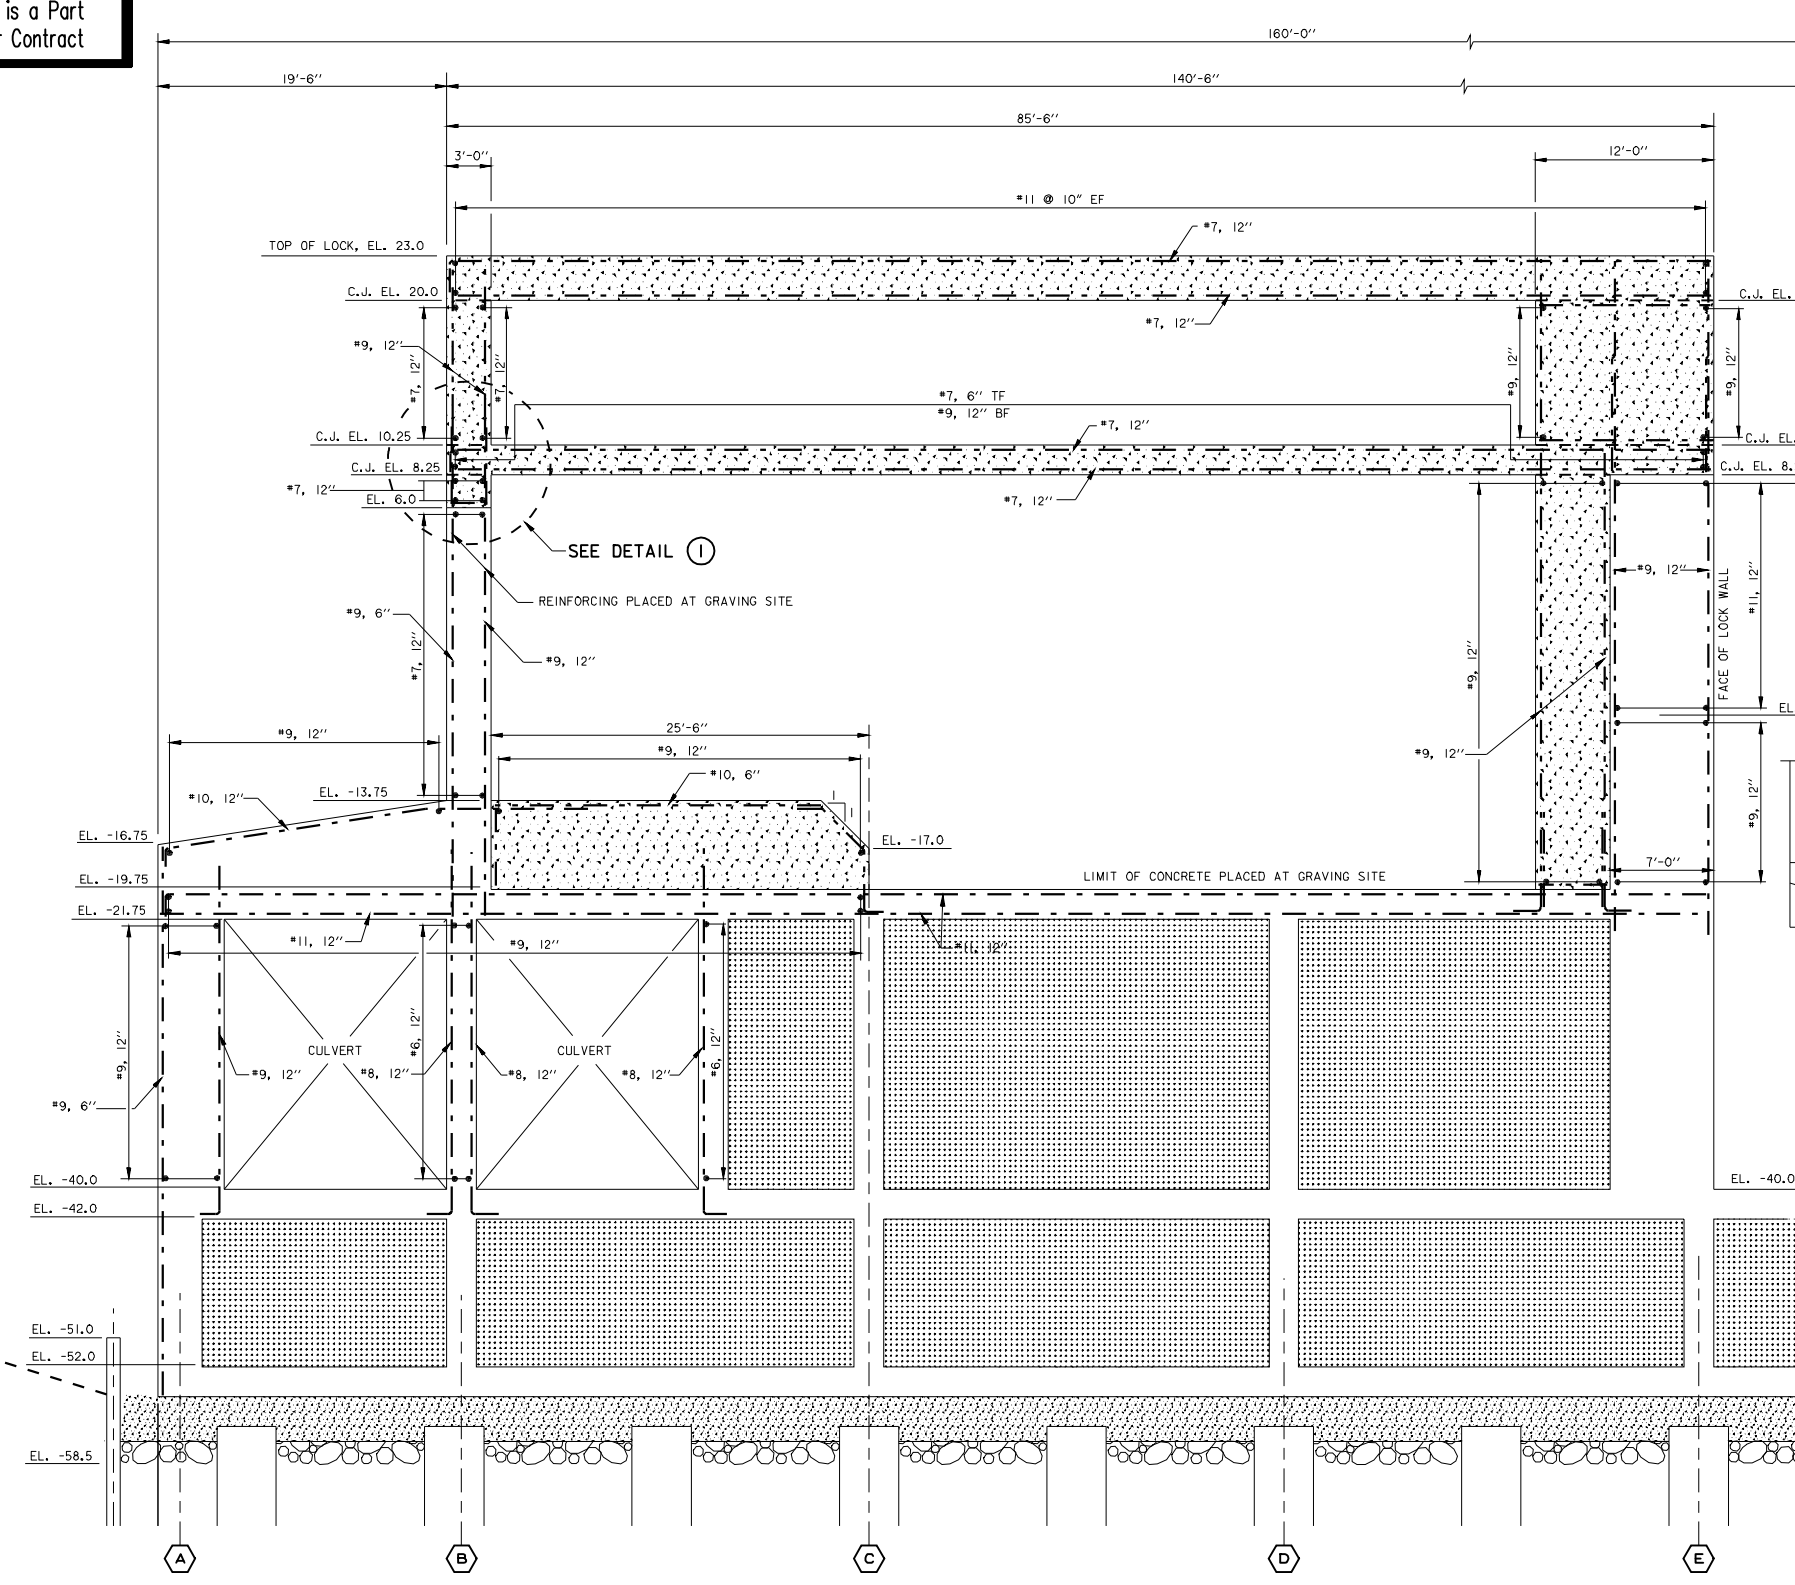 is a Part
Contract
160'-0"
19'-6"
140'-6"
85'-6"
3'-0"
12'-0"
#11 @ 10" EF
#7, 12"
TOP OF LOCK, EL. 23.0
C.J. EL. 20.0
C.J. EL.
#7, 12"
#9, 12"
#7, 12"
#7, 12"
#9, 12"
#9, 12"
#7, 6" TF
#9, 12" BF
#7, 12"
C.J. EL. 10.25
C.J. EL.
C.J. EL. 8.25
C.J. EL. 8.
#7, 12"
EL. 6.0
#7, 12"
SEE DETAIL 1
REINFORCING PLACED AT GRAVING SITE
#9, 6"
#7, 12"
#9, 12"
#9, 12"
#9, 12"
#11, 12"
FACE OF LOCK WALL
EL.
25'-6"
#9, 12"
#9, 12"
#9, 12"
#10, 6"
#10, 12"
EL. -13.75
1
1
#9, 12"
EL. -16.75
EL. -17.0
7'-0"
EL. -19.75
LIMIT OF CONCRETE PLACED AT GRAVING SITE
EL. -21.75
#11, 12"
#9, 12"
#11, 12"
#9, 12"
#6, 12"
#6, 12"
CULVERT
CULVERT
#9, 12"
#8, 12"
#8, 12"
#8, 12"
#9, 6"
EL. -40.0
EL. -40.0
EL. -42.0
EL. -51.0
EL. -52.0
EL. -58.5
A
B
C
D
E